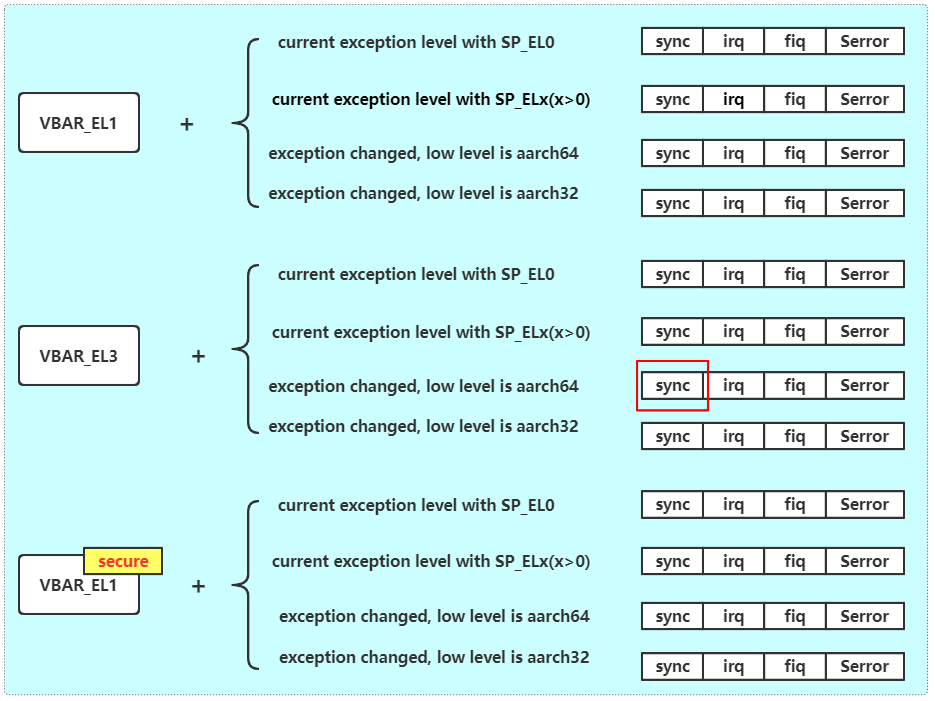 current exception level with SP_EL0 sync irq fiq Serror
current exception level with SP_ELx(x>0) sync irq fiq Serror
VBAR_EL1 +
exception changed, low level is aarch64 sync irq fiq Serror
exception changed, low level is aarch32 sync irq fiq Serror
current exception level with SP_EL0 sync irq fiq Serror
current exception level with SP_ELx(x>0) sync irq fiq Serror
VBAR_EL3 +
exception changed, low level is aarch64 sync irq fiq Serror
exception changed, low level is aarch32 sync irq fiq Serror
current exception level with SP_EL0 sync irq fiq Serror
current exception level with SP_ELx(x>0) sync irq fiq Serror
secure
VBAR_EL1 +
exception changed, low level is aarch64 sync irq fiq Serror
exception changed, low level is aarch32 sync irq fiq Serror